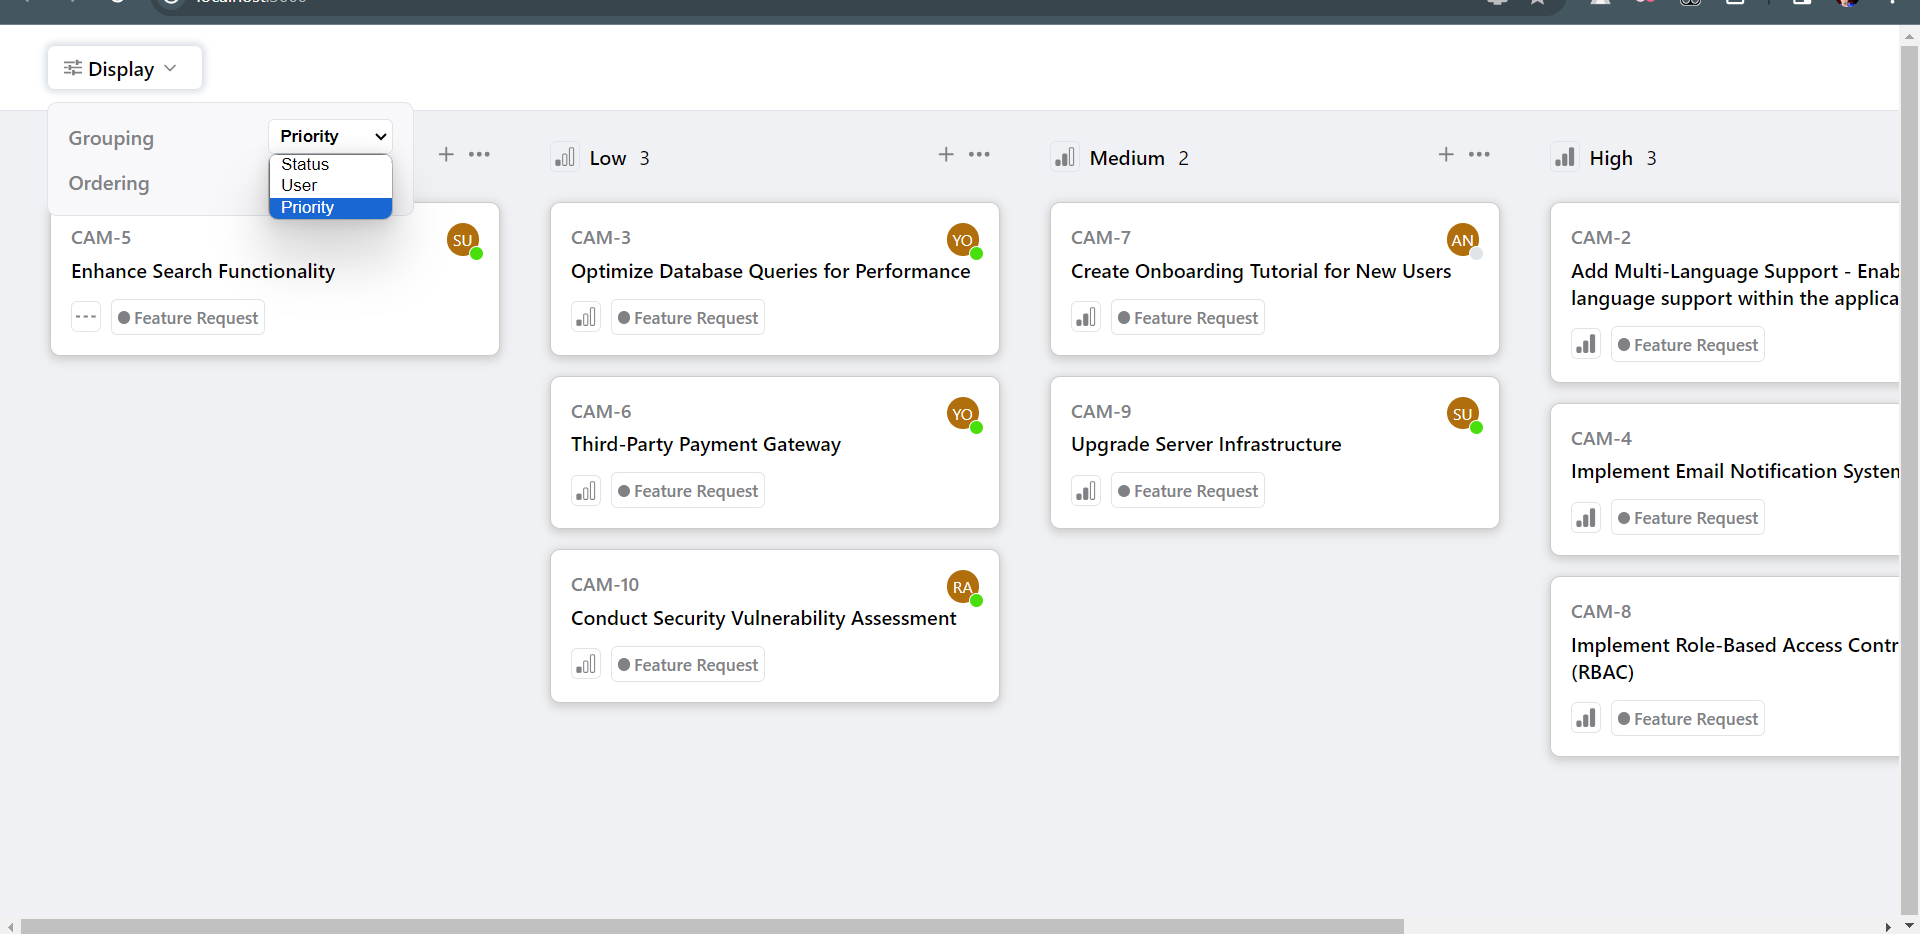 Display
Grouping
Priority
Status
User
Priority
Ordering
CAM-5
SU
Enhance Search Functionality
Feature Request
Low 3
CAM-3
YO
Optimize Database Queries for Performance
Feature Request
CAM-6
YO
Third-Party Payment Gateway
Feature Request
CAM-10
RA
Conduct Security Vulnerability Assessment
Feature Request
Medium 2
CAM-7
AN
Create Onboarding Tutorial for New Users
Feature Request
CAM-9
SU
Upgrade Server Infrastructure
Feature Request
High 3
CAM-2
Add Multi-Language Support - Enab
language support within the applica
Feature Request
CAM-4
Implement Email Notification System
Feature Request
CAM-8
Implement Role-Based Access Contr
(RBAC)
Feature Request